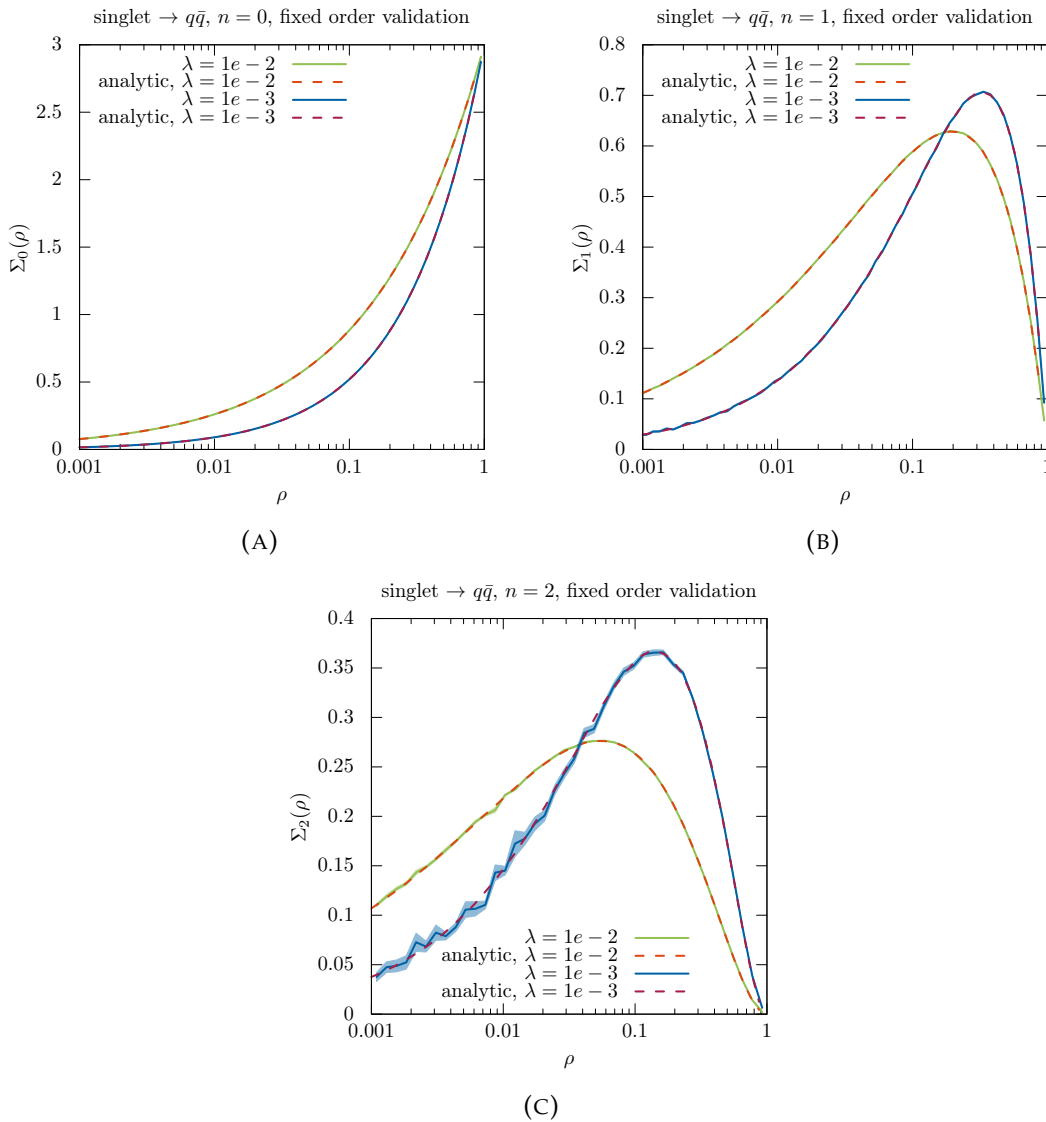 singlet → qq̄, n = 0, fixed order validation
λ = 1e − 2
analytic, λ = 1e − 2
λ = 1e − 3
analytic, λ = 1e − 3
Σ₀(ρ)
3
2.5
2
1.5
1
0.5
0
0.001 0.01 0.1 1
ρ
(A)
singlet → qq̄, n = 1, fixed order validation
λ = 1e − 2
analytic, λ = 1e − 2
λ = 1e − 3
analytic, λ = 1e − 3
Σ₁(ρ)
0.8
0.7
0.6
0.5
0.4
0.3
0.2
0.1
0
0.001 0.01 0.1 1
ρ
(B)
singlet → qq̄, n = 2, fixed order validation
Σ₂(ρ)
0.4
0.35
0.3
0.25
0.2
0.15
0.1
0.05
0
λ = 1e − 2
analytic, λ = 1e − 2
λ = 1e − 3
analytic, λ = 1e − 3
0.001 0.01 0.1 1
ρ
(C)